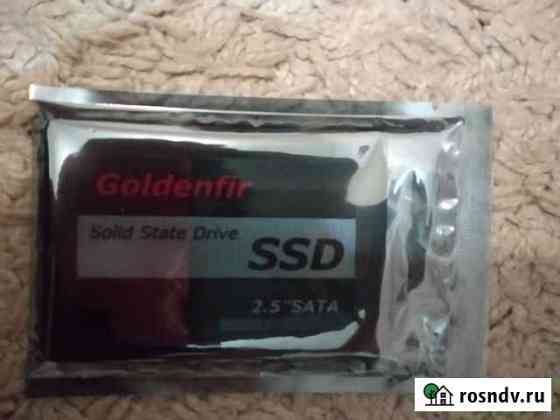 Goldenfir
Solid State Drive
SSD
2.5"SATA
rosndv.ru